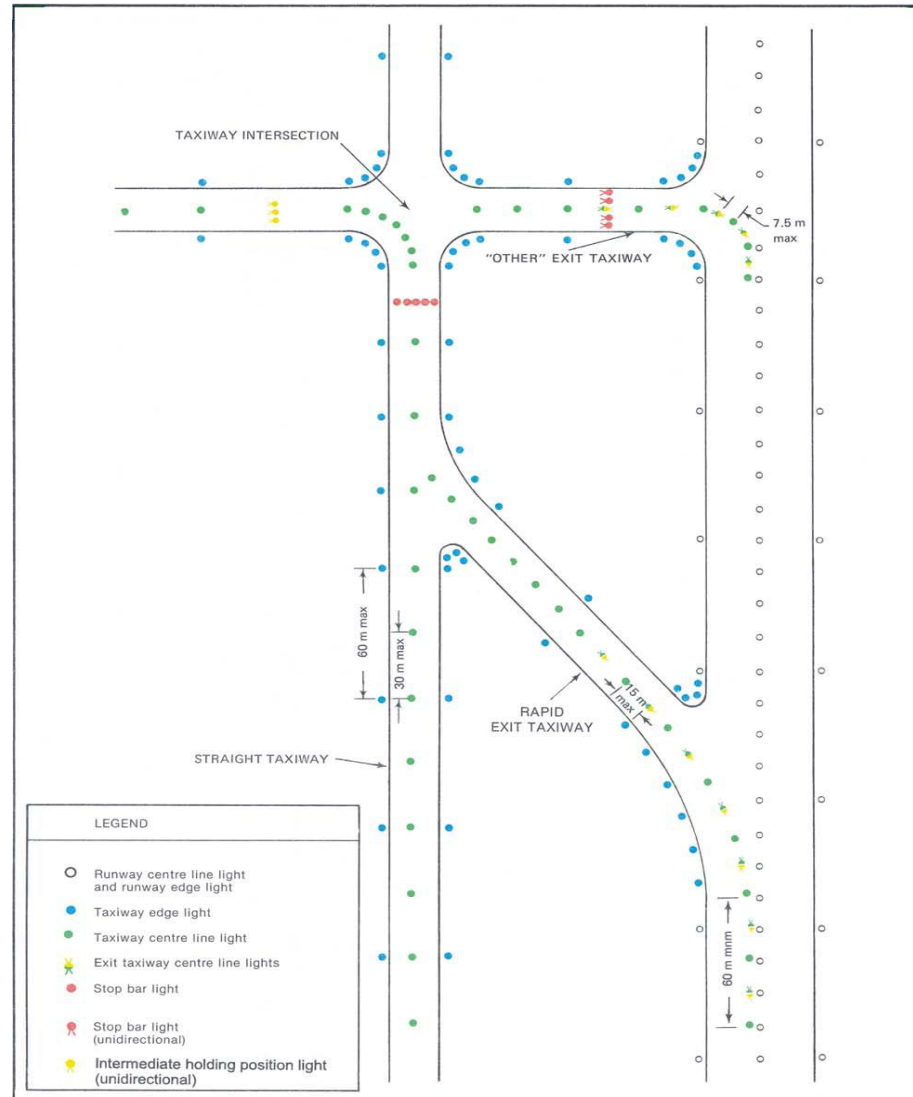 TAXIWAY INTERSECTION
7.5 m
max
"OTHER" EXIT TAXIWAY
60 m max
30 m max
15 m
max
RAPID
EXIT TAXIWAY
STRAIGHT TAXIWAY
60 m mnm
LEGEND
Runway centre line light
and runway edge light
Taxiway edge light
Taxiway centre line light
Exit taxiway centre line lights
Stop bar light
Stop bar light
(unidirectional)
Intermediate holding position light
(unidirectional)